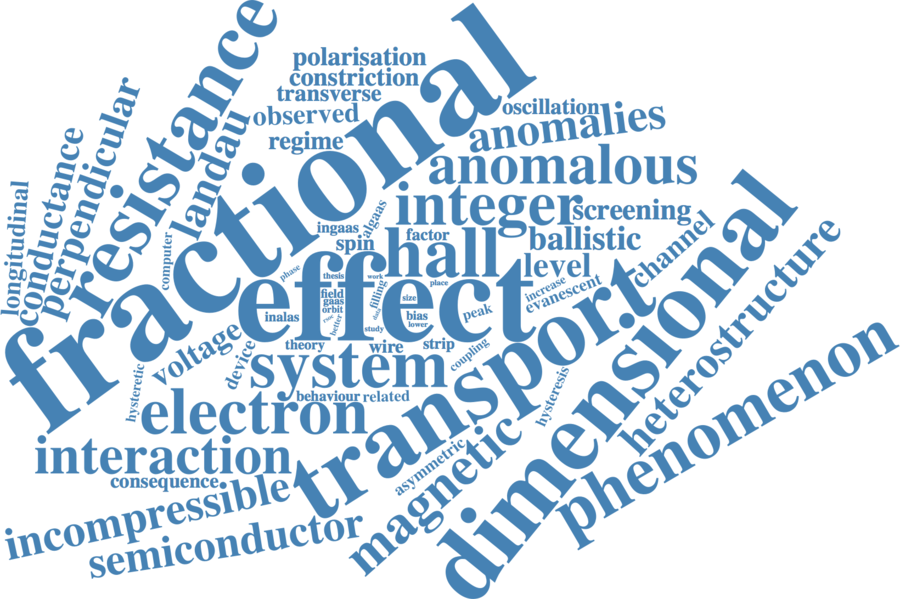 polarisation
constriction
transverse
observed
regime
resistance
landau
perpendicular
conductance
longitudinal
computer
fractional
oscillation
anomalies
anomalous
integer
screening
algaas
ingaas
spin
factor
hall
ballistic
level
channel
phase
thesis
work
place
effect
field
gaas
orbit
better
filling
data
size
bias
lower
study
inalas
peak
increase
evanescent
theory
wire
strip
coupling
voltage
device
system
hysteretic
behaviour
related
electron
transport
dimensional
heterostructure
phenomenon
hysteresis
interaction
consequence
asymmetric
magnetic
incompressible
semiconductor